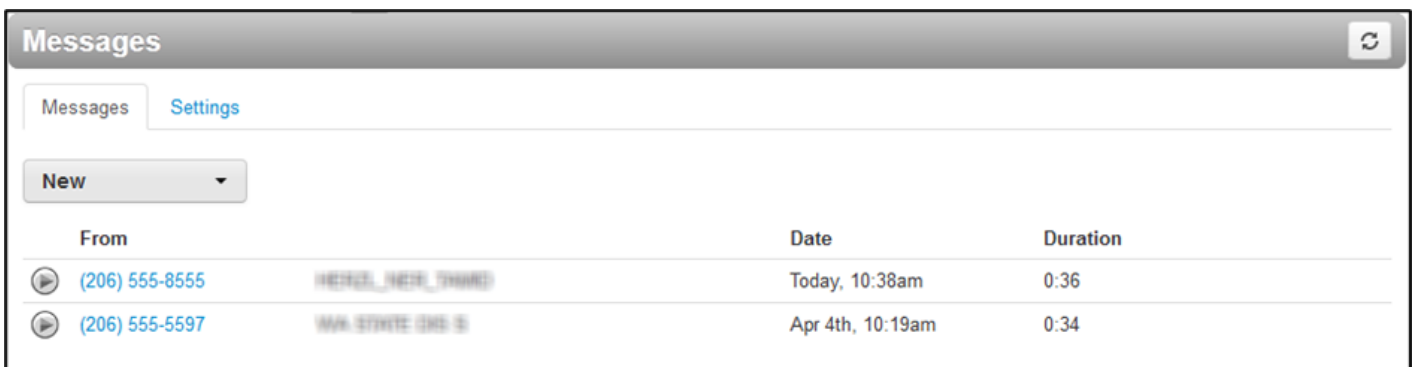 Messages
Messages Settings
New
From Date Duration
(206) 555-8555 Today, 10:38am 0:36
(206) 555-5597 Apr 4th, 10:19am 0:34